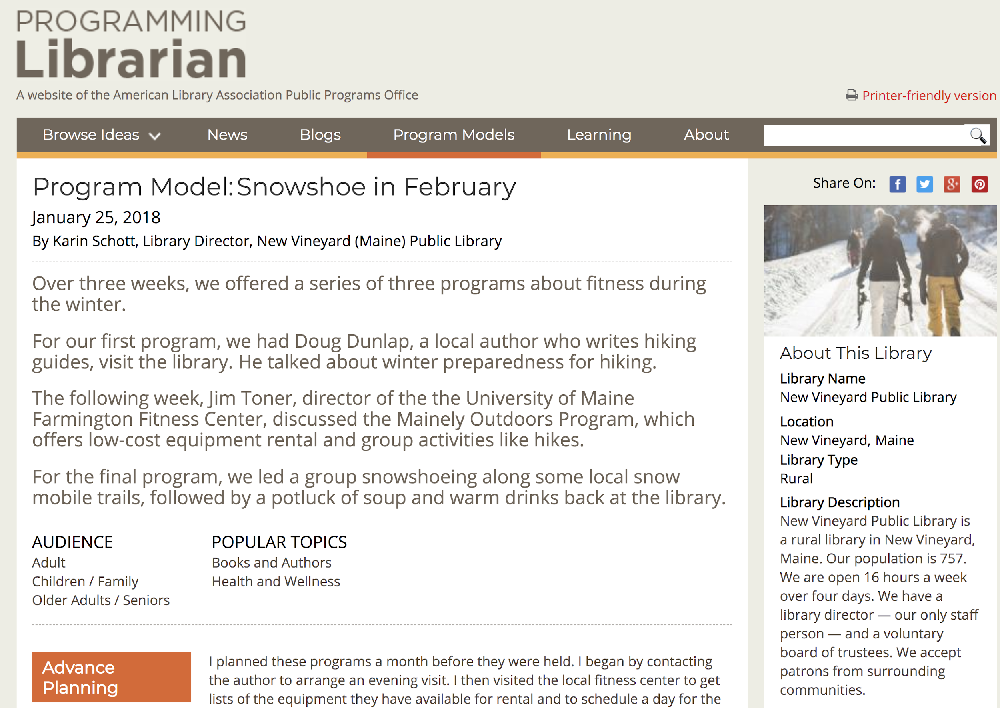 PROGRAMMING
Librarian
A website of the American Library Association Public Programs Office
Printer-friendly version
Browse Ideas
News
Blogs
Program Models
Learning
About
Program Model: Snowshoe in February
January 25, 2018
By Karin Schott, Library Director, New Vineyard (Maine) Public Library
Over three weeks, we offered a series of three programs about fitness during
the winter.
For our first program, we had Doug Dunlap, a local author who writes hiking
guides, visit the library. He talked about winter preparedness for hiking.
The following week, Jim Toner, director of the the University of Maine
Farmington Fitness Center, discussed the Mainely Outdoors Program, which
offers low-cost equipment rental and group activities like hikes.
For the final program, we led a group snowshoeing along some local snow
mobile trails, followed by a potluck of soup and warm drinks back at the library.
AUDIENCE
Adult
Children / Family
Older Adults / Seniors
POPULAR TOPICS
Books and Authors
Health and Wellness
Advance
Planning
I planned these programs a month before they were held. I began by contacting
the author to arrange an evening visit. I then visited the local fitness center to get
lists of the equipment they have available for rental and to schedule a day for the
Share On:
f
8+
About This Library
Library Name
New Vineyard Public Library
Location
New Vineyard, Maine
Library Type
Rural
Library Description
New Vineyard Public Library is
a rural library in New Vineyard,
Maine. Our population is 757.
We are open 16 hours a week
over four days. We have a
library director — our only staff
person — and a voluntary
board of trustees. We accept
patrons from surrounding
communities.